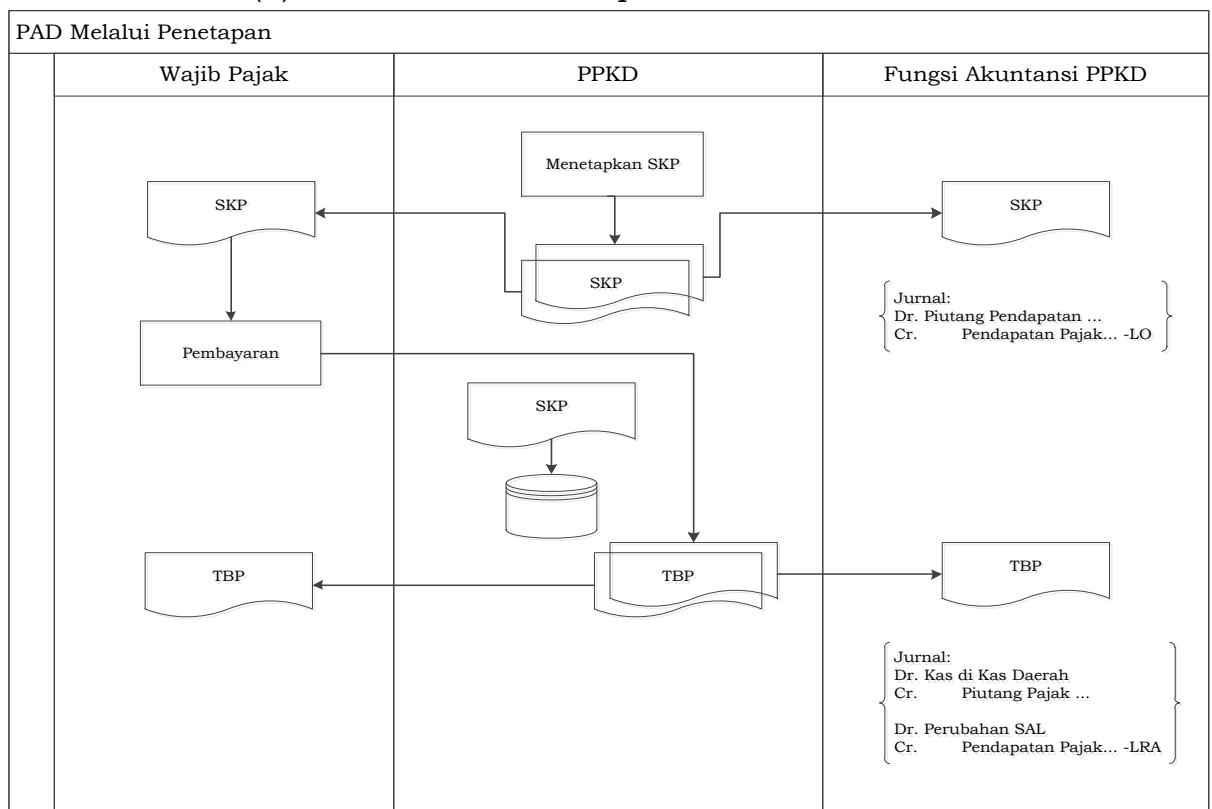 PAD Melalui Penetapan
Wajib Pajak
PPKD
Fungsi Akuntansi PPKD
Menetapkan SKP
SKP
SKP
SKP
Jurnal:
Dr. Piutang Pendapatan ...
Cr. Pendapatan Pajak... -LO
Pembayaran
SKP
TBP
TBP
TBP
Jurnal:
Dr. Kas di Kas Daerah
Cr. Piutang Pajak ...
Dr. Perubahan SAL
Cr. Pendapatan Pajak... -LRA